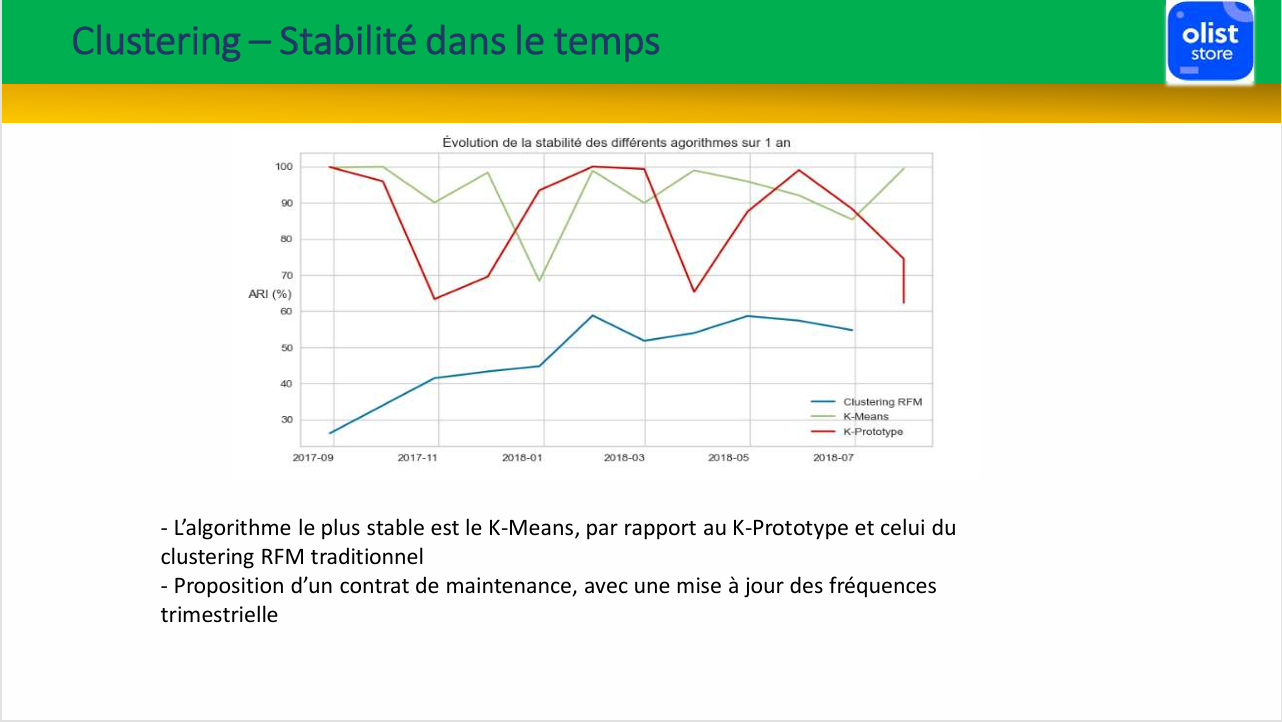 Clustering – Stabilité dans le temps
olist
store
Évolution de la stabilité des différents agorithmes sur 1 an
100
90
80
70
ARI (%)
60
50
40
30
Clustering RFM
K-Means
K-Prototype
2017-09 2017-11 2018-01 2018-03 2018-05 2018-07
- L’algorithme le plus stable est le K-Means, par rapport au K-Prototype et celui du
clustering RFM traditionnel
- Proposition d’un contrat de maintenance, avec une mise à jour des fréquences
trimestrielle